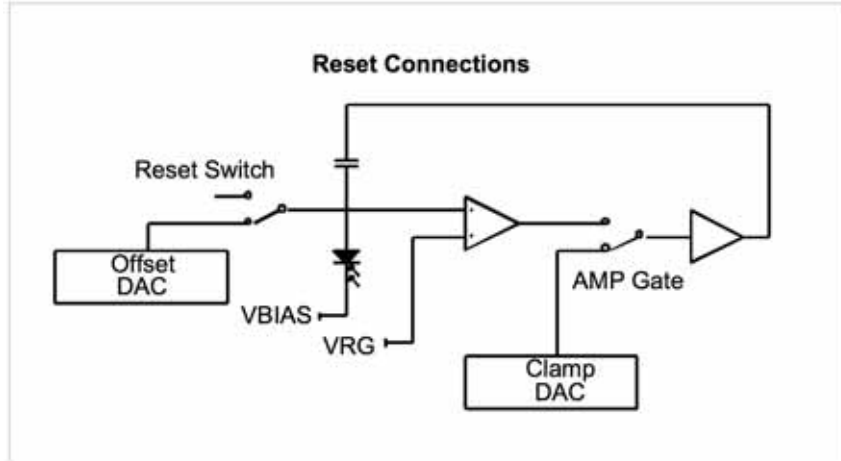 Reset Connections
Reset Switch
Offset
DAC
AMP Gate
VBIAS
VRG
Clamp
DAC